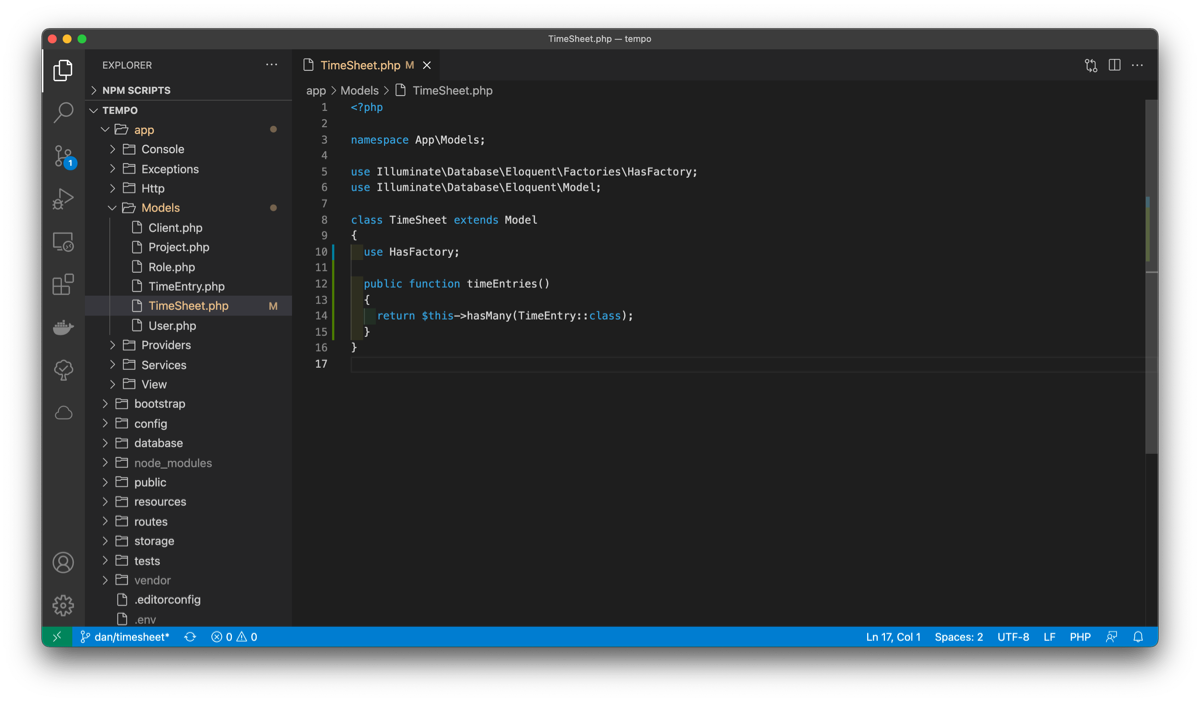 TimeSheet.php — tempo
EXPLORER
NPM SCRIPTS
TEMPO
app
Console
Exceptions
Http
Models
Client.php
Project.php
Role.php
TimeEntry.php
TimeSheet.php M
User.php
Providers
Services
View
bootstrap
config
database
node_modules
public
resources
routes
storage
tests
vendor
.editorconfig
.env
1
TimeSheet.php M
app > Models > TimeSheet.php
1 <?php
2
3 namespace App\Models;
4
5 use Illuminate\Database\Eloquent\Factories\HasFactory;
6 use Illuminate\Database\Eloquent\Model;
7
8 class TimeSheet extends Model
9 {
10 use HasFactory;
11
12 public function timeEntries()
13 {
14 return $this->hasMany(TimeEntry::class);
15 }
16 }
17
dan/timesheet* 0 0 Ln 17, Col 1 Spaces: 2 UTF-8 LF PHP